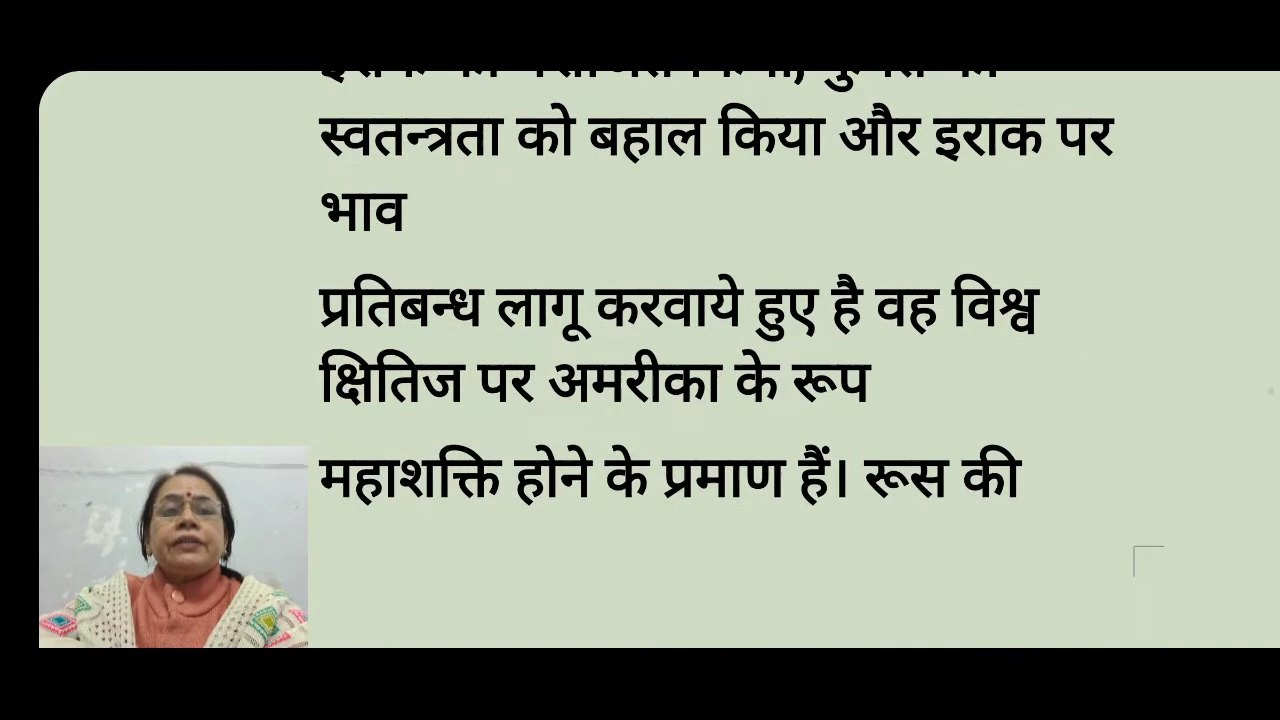 स्वतन्त्रता को बहाल किया और इराक पर
भाव
प्रतिबन्ध लागू करवाये हुए है वह विश्व
क्षितिज पर अमरीका के रूप
महाशक्ति होने के प्रमाण हैं। रूस की